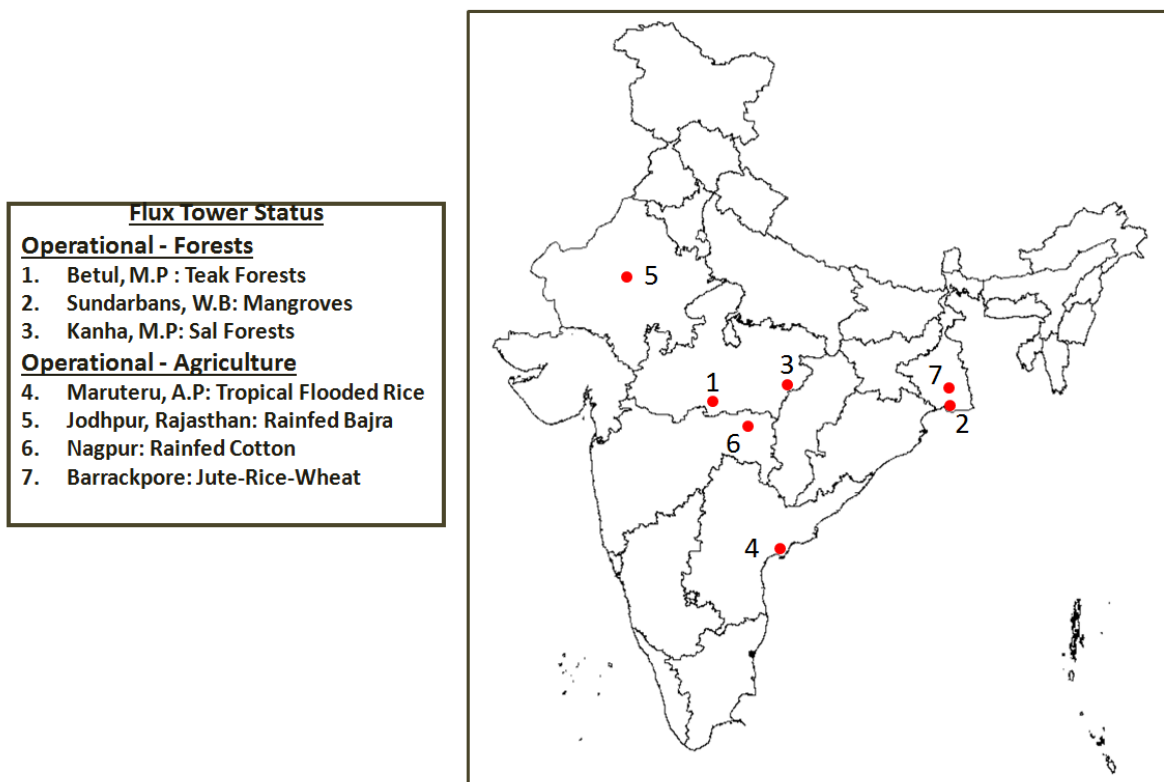 Flux Tower Status
Operational - Forests
1. Betul, M.P : Teak Forests
2. Sundarbans, W.B: Mangroves
3. Kanha, M.P: Sal Forests
Operational - Agriculture
4. Maruteru, A.P: Tropical Flooded Rice
5. Jodhpur, Rajasthan: Rainfed Bajra
6. Nagpur: Rainfed Cotton
7. Barrackpore: Jute-Rice-Wheat
5
3
7
1
2
6
4